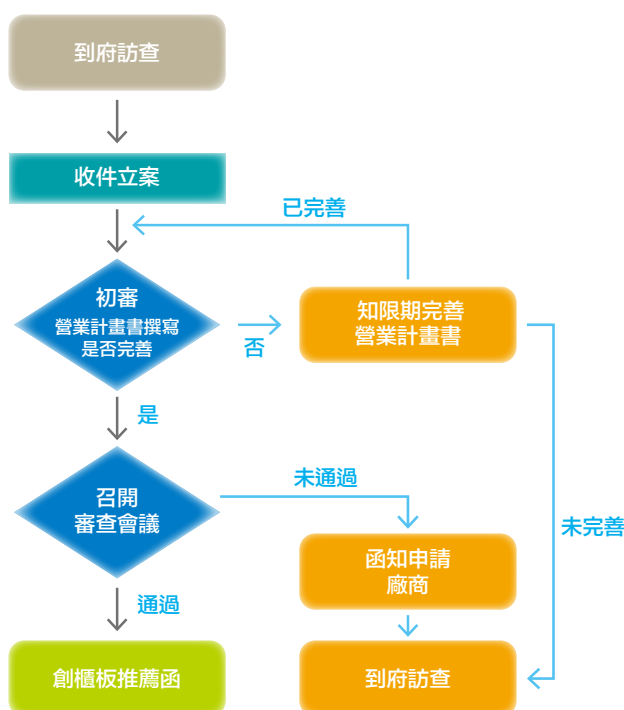 到府訪查
收件立案
已完善
初審
營業計畫書撰寫
是否完善
否
知限期完善
營業計畫書
是
召開
審查會議
未通過
未完善
函知申請
廠商
通過
創櫃板推薦函
到府訪查